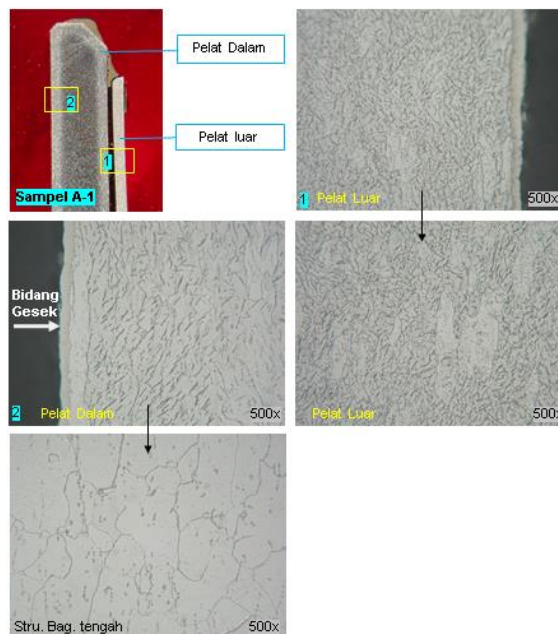 Pelat Dalam
2
Pelat luar
1
Sampel A-1
1 Pelat Luar 500x
Bidang
Gesek
2 Pelat Dalam 500x
Pelat Luar 500x
Stru. Bag. tengah 500x